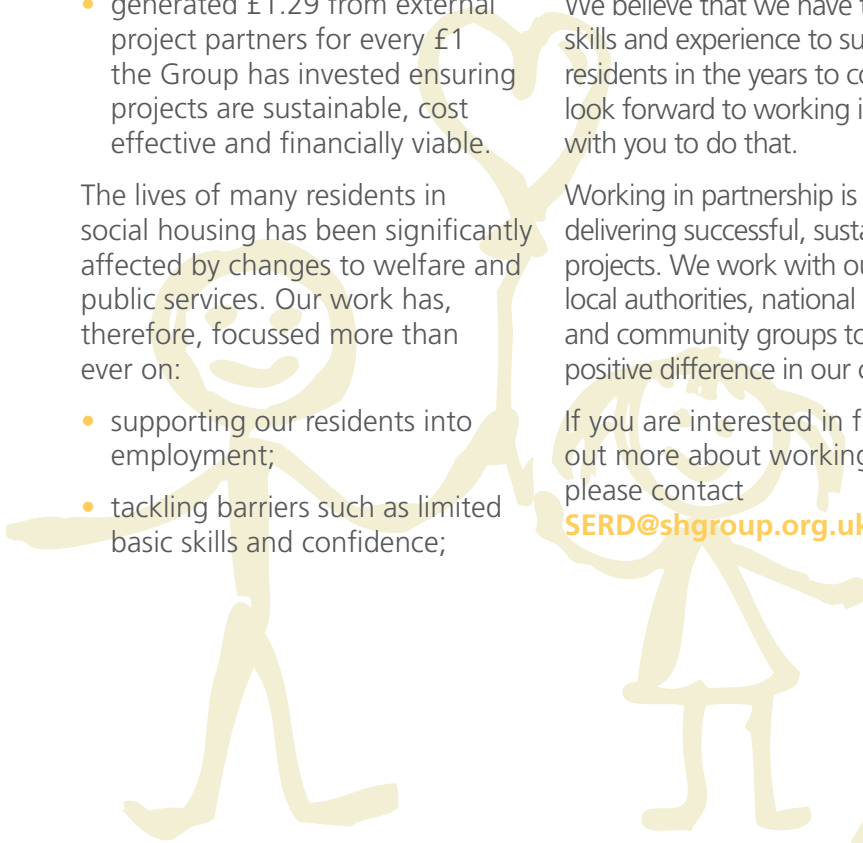 • generated £1.29 from external
project partners for every £1
the Group has invested ensuring
projects are sustainable, cost
effective and financially viable.
The lives of many residents in
social housing has been significantly
affected by changes to welfare and
public services. Our work has,
therefore, focussed more than
ever on:
• supporting our residents into
employment;
• tackling barriers such as limited
basic skills and confidence;
We believe that we have
skills and experience to
residents in the years to
look forward to working
with you to do that.
Working in partnership is
delivering successful,
projects. We work with
local authorities, national
and community groups
positive difference in our
If you are interested in
out more about working
please contact
SERD@shgroup.org.uk